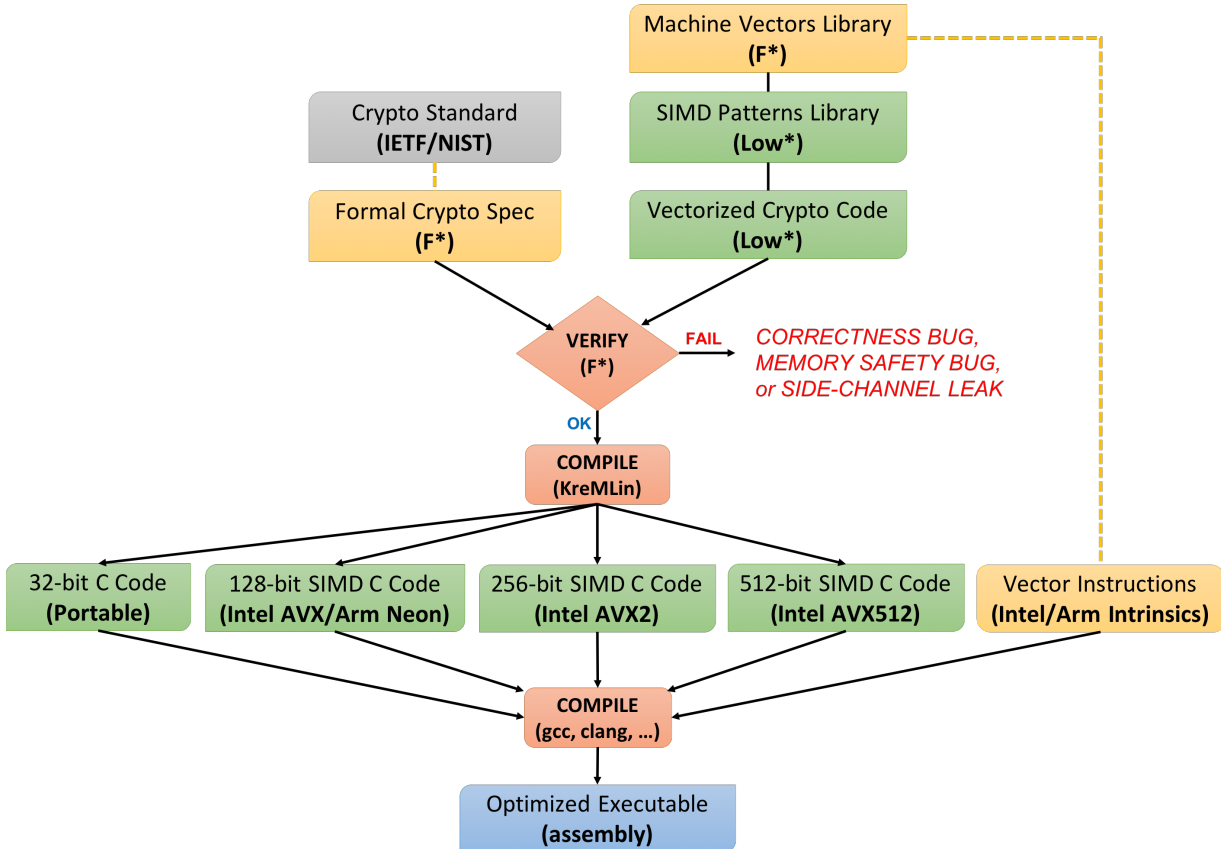 Machine Vectors Library
(F*)
Crypto Standard
(IETF/NIST)
SIMD Patterns Library
(Low*)
Formal Crypto Spec
(F*)
Vectorized Crypto Code
(Low*)
VERIFY
(F*)
FAIL
CORRECTNESS BUG,
MEMORY SAFETY BUG,
or SIDE-CHANNEL LEAK
OK
COMPILE
(KreMLin)
32-bit C Code
(Portable)
128-bit SIMD C Code
(Intel AVX/Arm Neon)
256-bit SIMD C Code
(Intel AVX2)
512-bit SIMD C Code
(Intel AVX512)
Vector Instructions
(Intel/Arm Intrinsics)
COMPILE
(gcc, clang, ...)
Optimized Executable
(assembly)